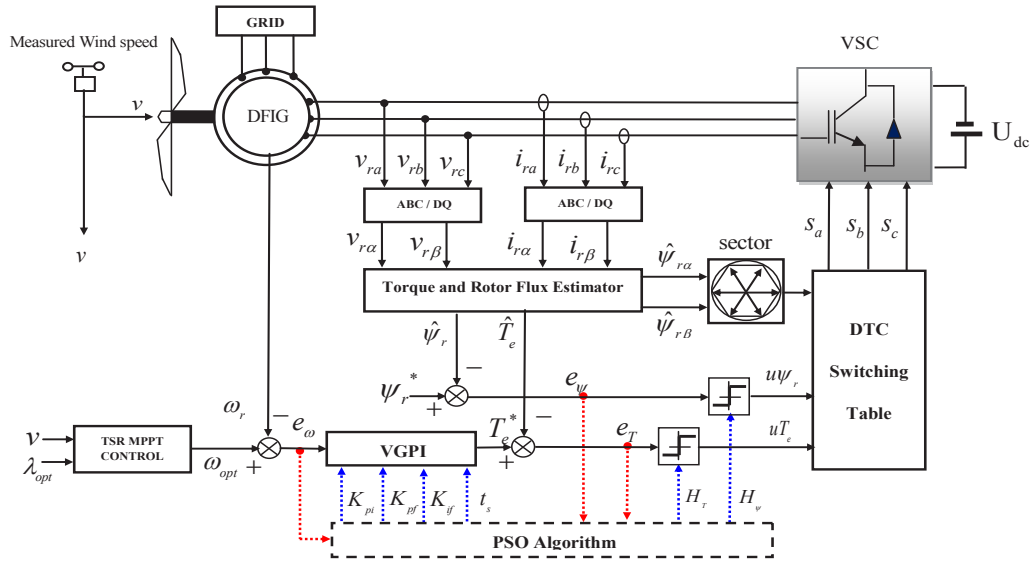 GRID
Measured Wind speed
VSC
v
DFIG
U_dc
v_ra v_rb v_rc
i_ra i_rb i_rc
v
ABC / DQ
ABC / DQ
s_a s_b s_c
v_rα v_rβ
i_rα i_rβ
sector
ψ̂_rα
Torque and Rotor Flux Estimator
ψ̂_rβ
ψ̂_r
T̂_e
DTC
Switching
Table
−
ψ_r* +
e_ψ
uψ_r
ω_r
−
e_ω
T_e*
−
e_T
uT_e
v
λ_opt
TSR MPPT
CONTROL
ω_opt
+
VGPI
+
K_pi K_pf K_if t_s
H_T
H_ψ
PSO Algorithm